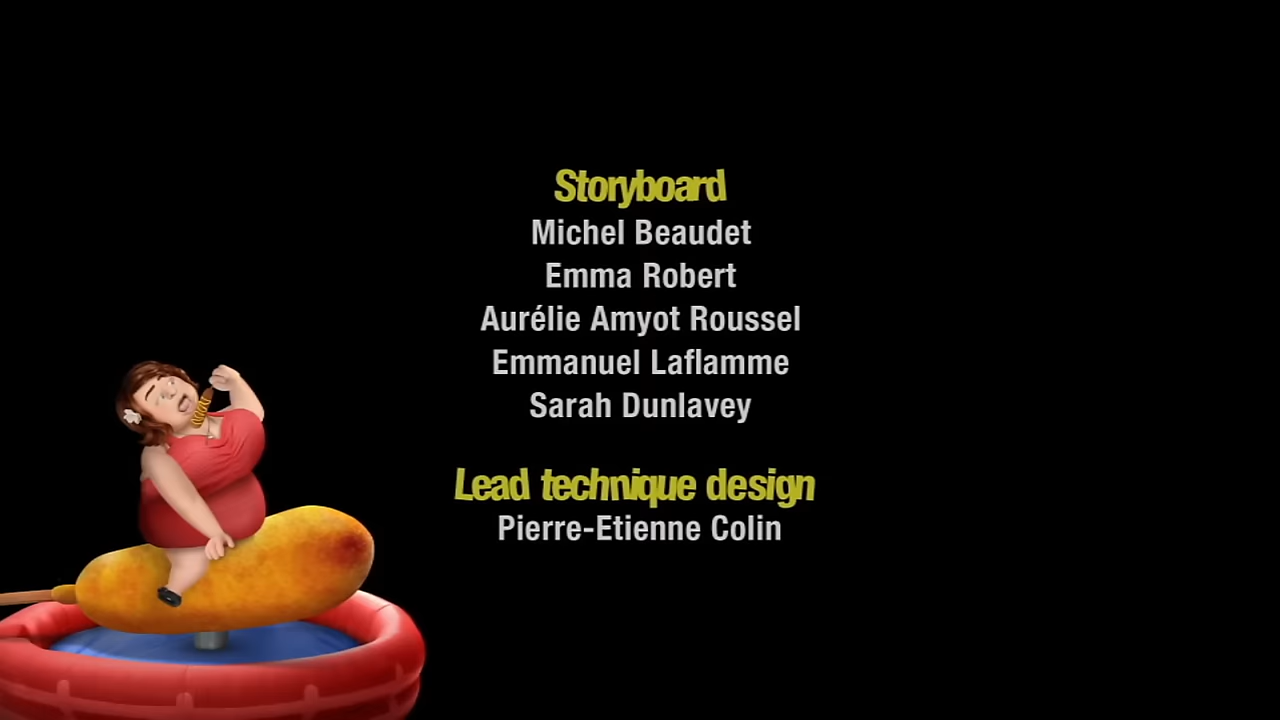 Storyboard
Michel Beaudet
Emma Robert
Aurélie Amyot Roussel
Emmanuel Laflamme
Sarah Dunlavey
Lead technique design
Pierre-Etienne Colin